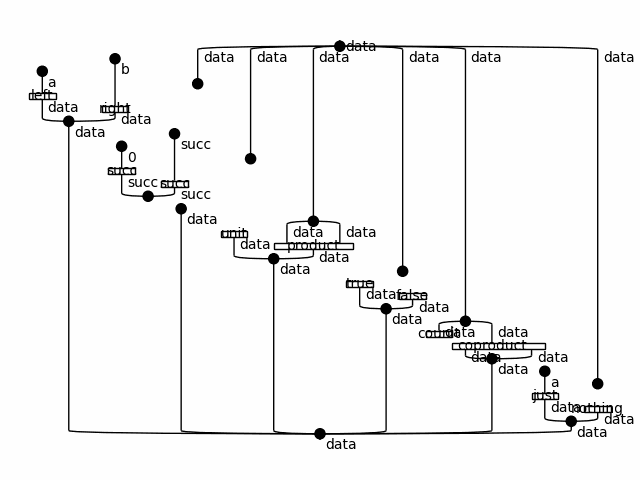 data
data data data data data data
b
a
left
right
data
data
data
succ
0
succ succ
succ
succ
data
unit
data data
data
product
data
data
true
data
false
data
data
count
data
data
coproduct
data
data
data
a
just
data
nothing
data
data
data